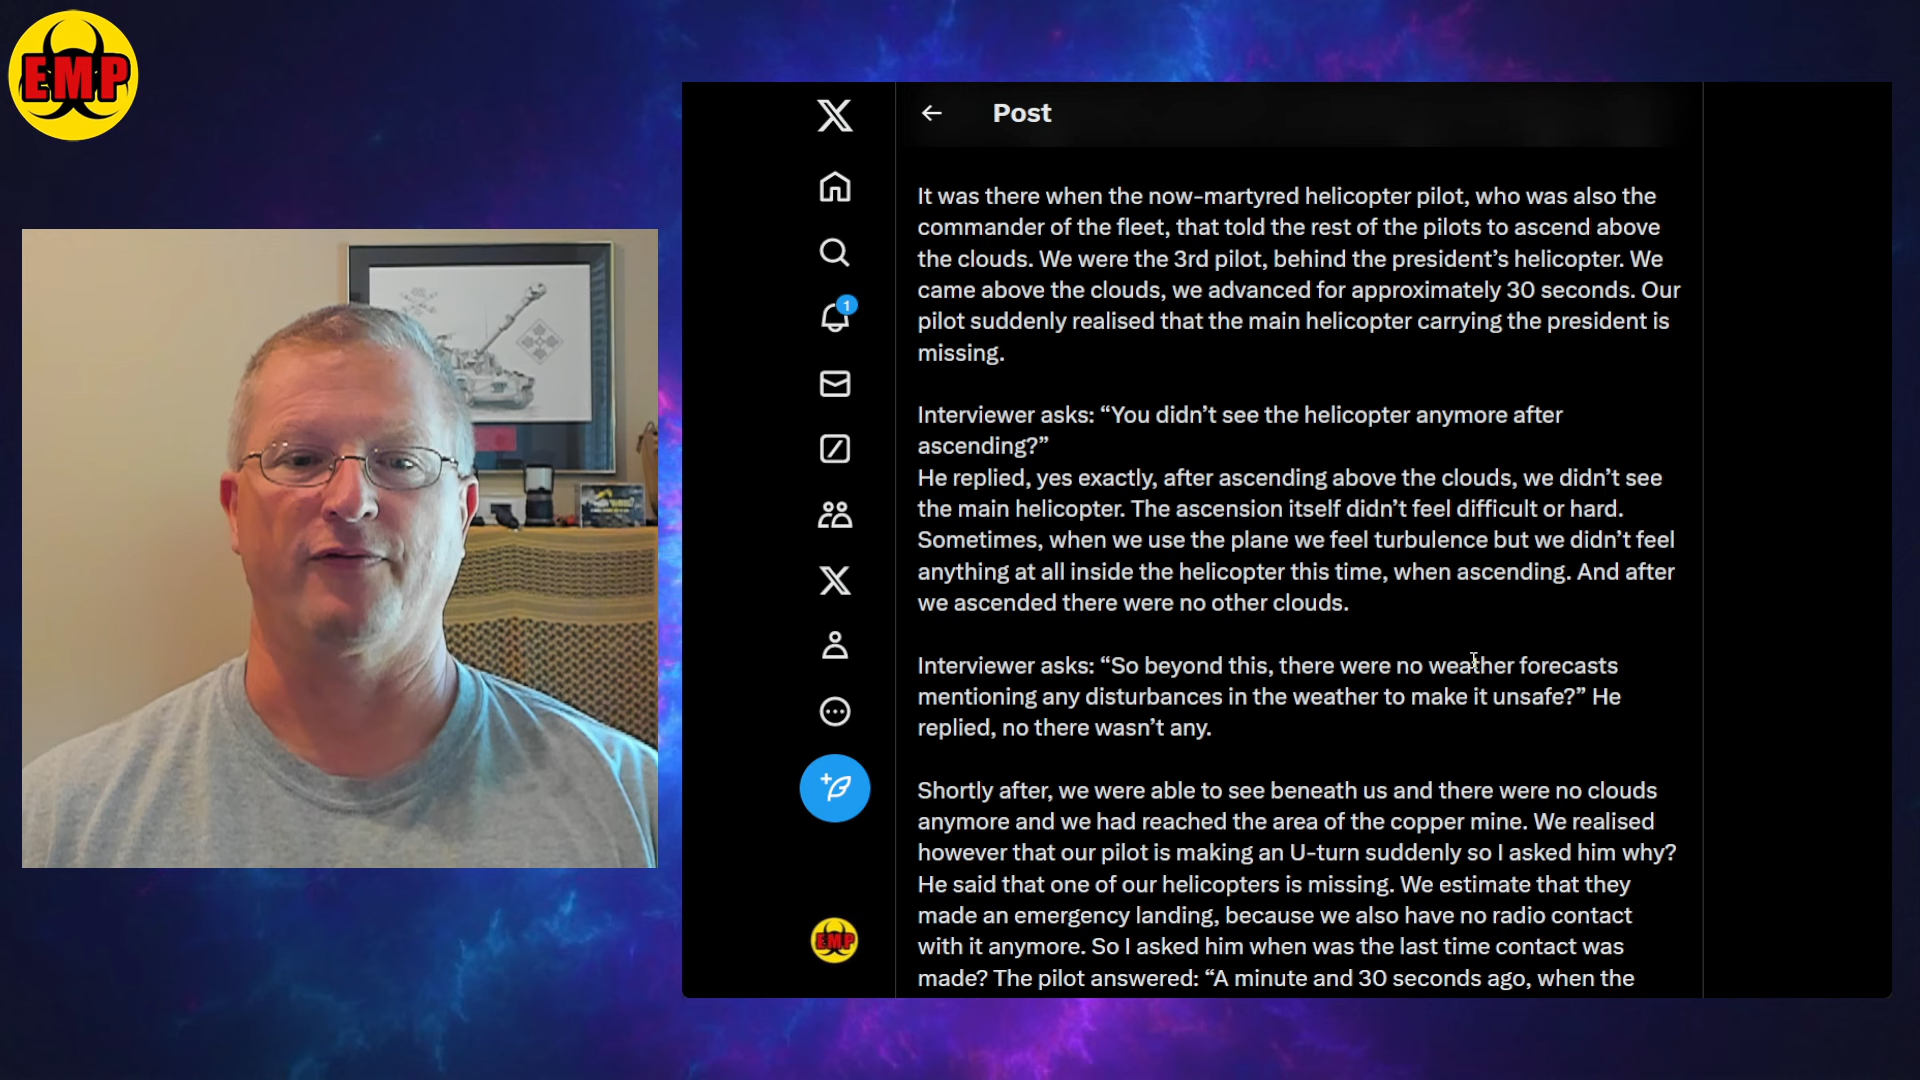 EMP
Post
1
It was there when the now-martyred helicopter pilot, who was also the
commander of the fleet, that told the rest of the pilots to ascend above
the clouds. We were the 3rd pilot, behind the president’s helicopter. We
came above the clouds, we advanced for approximately 30 seconds. Our
pilot suddenly realised that the main helicopter carrying the president is
missing.
Interviewer asks: “You didn’t see the helicopter anymore after
ascending?”
He replied, yes exactly, after ascending above the clouds, we didn’t see
the main helicopter. The ascension itself didn’t feel difficult or hard.
Sometimes, when we use the plane we feel turbulence but we didn’t feel
anything at all inside the helicopter this time, when ascending. And after
we ascended there were no other clouds.
Interviewer asks: “So beyond this, there were no weather forecasts
mentioning any disturbances in the weather to make it unsafe?” He
replied, no there wasn’t any.
Shortly after, we were able to see beneath us and there were no clouds
anymore and we had reached the area of the copper mine. We realised
however that our pilot is making an U-turn suddenly so I asked him why?
He said that one of our helicopters is missing. We estimate that they
made an emergency landing, because we also have no radio contact
with it anymore. So I asked him when was the last time contact was
made? The pilot answered: “A minute and 30 seconds ago, when the
EMP